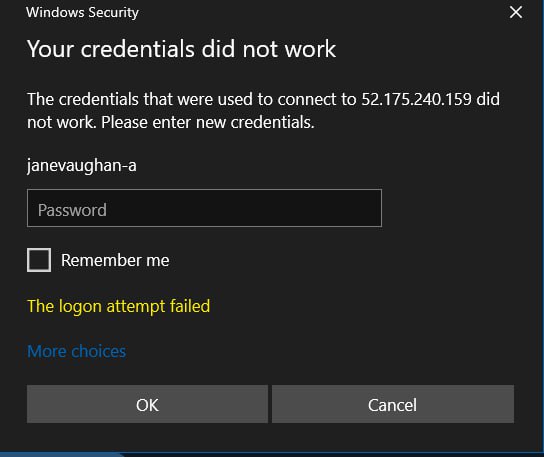 Windows Security
Your credentials did not work
The credentials that were used to connect to 52.175.240.159 did
not work. Please enter new credentials.
janevaughan-a
Password
Remember me
The logon attempt failed
More choices
OK
Cancel